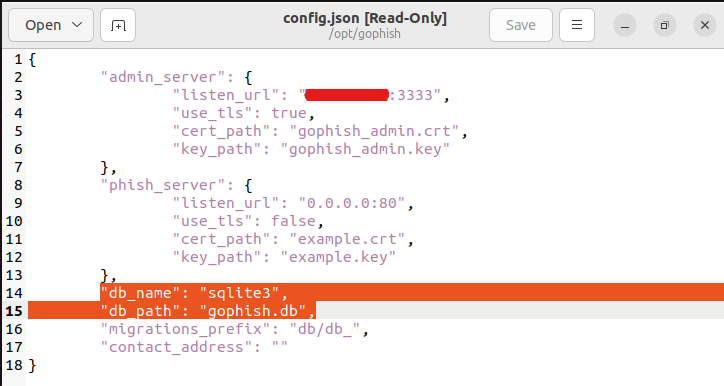 Open
config.json [Read-Only]
/opt/gophish
Save
1 {
2 "admin_server": {
3 "listen_url": ":3333",
4 "use_tls": true,
5 "cert_path": "gophish_admin.crt",
6 "key_path": "gophish_admin.key"
7 },
8 "phish_server": {
9 "listen_url": "0.0.0.0:80",
10 "use_tls": false,
11 "cert_path": "example.crt",
12 "key_path": "example.key"
13 },
14 "db_name": "sqlite3",
15 "db_path": "gophish.db",
16 "migrations_prefix": "db/db_",
17 "contact_address": ""
18 }